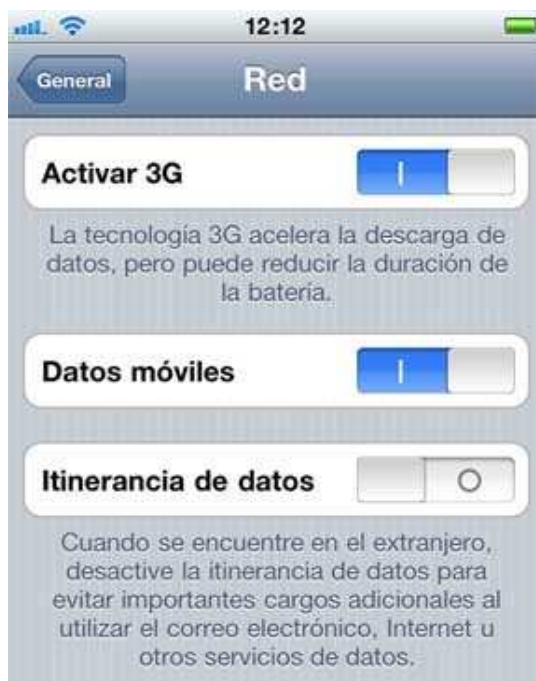 12:12
General
Red
Activar 3G
La tecnología 3G acelera la descarga de
datos, pero puede reducir la duración de
la batería.
Datos móviles
Itinerancia de datos
Cuando se encuentre en el extranjero,
desactive la itinerancia de datos para
evitar importantes cargos adicionales al
utilizar el correo electrónico, Internet u
otros servicios de datos.